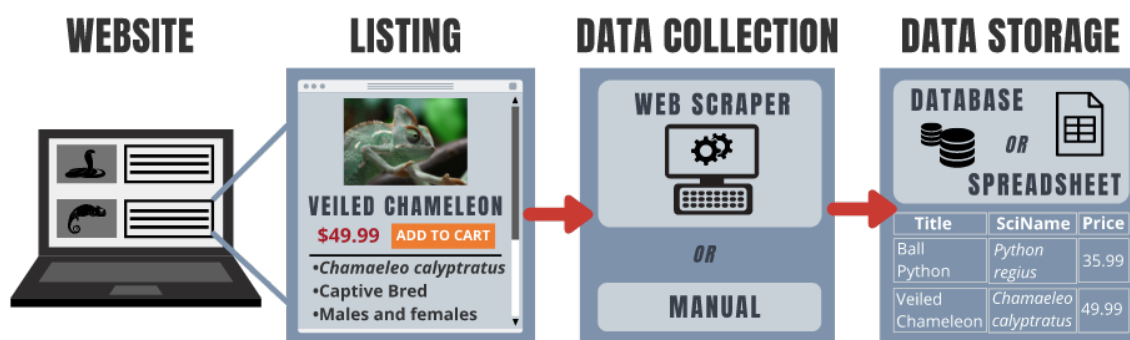 WEBSITE
LISTING
DATA COLLECTION
DATA STORAGE
VEILED CHAMELEON
$49.99 ADD TO CART
•Chamaeleo calyptratus
•Captive Bred
•Males and females
WEB SCRAPER
OR
MANUAL
DATABASE
OR
SPREADSHEET
Title SciName Price
Ball Python Python regius 35.99
Veiled Chameleon Chamaeleo calyptratus 49.99